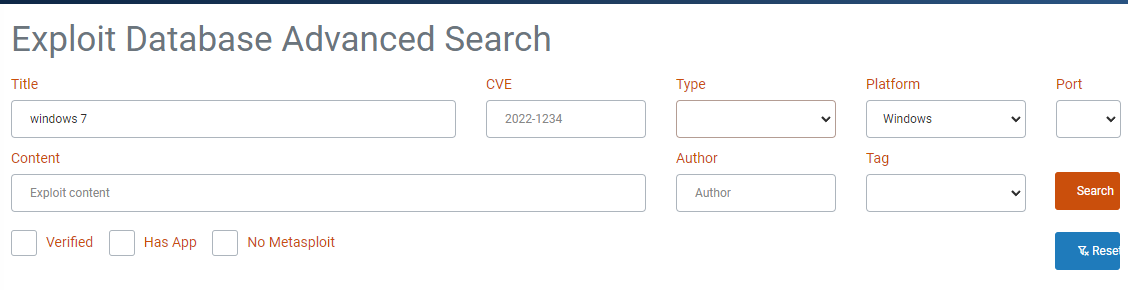 Exploit Database Advanced Search
Title CVE Type Platform Port
windows 7 2022-1234 Windows
Content Author Tag
Exploit content Author Search
Verified Has App No Metasploit Reset